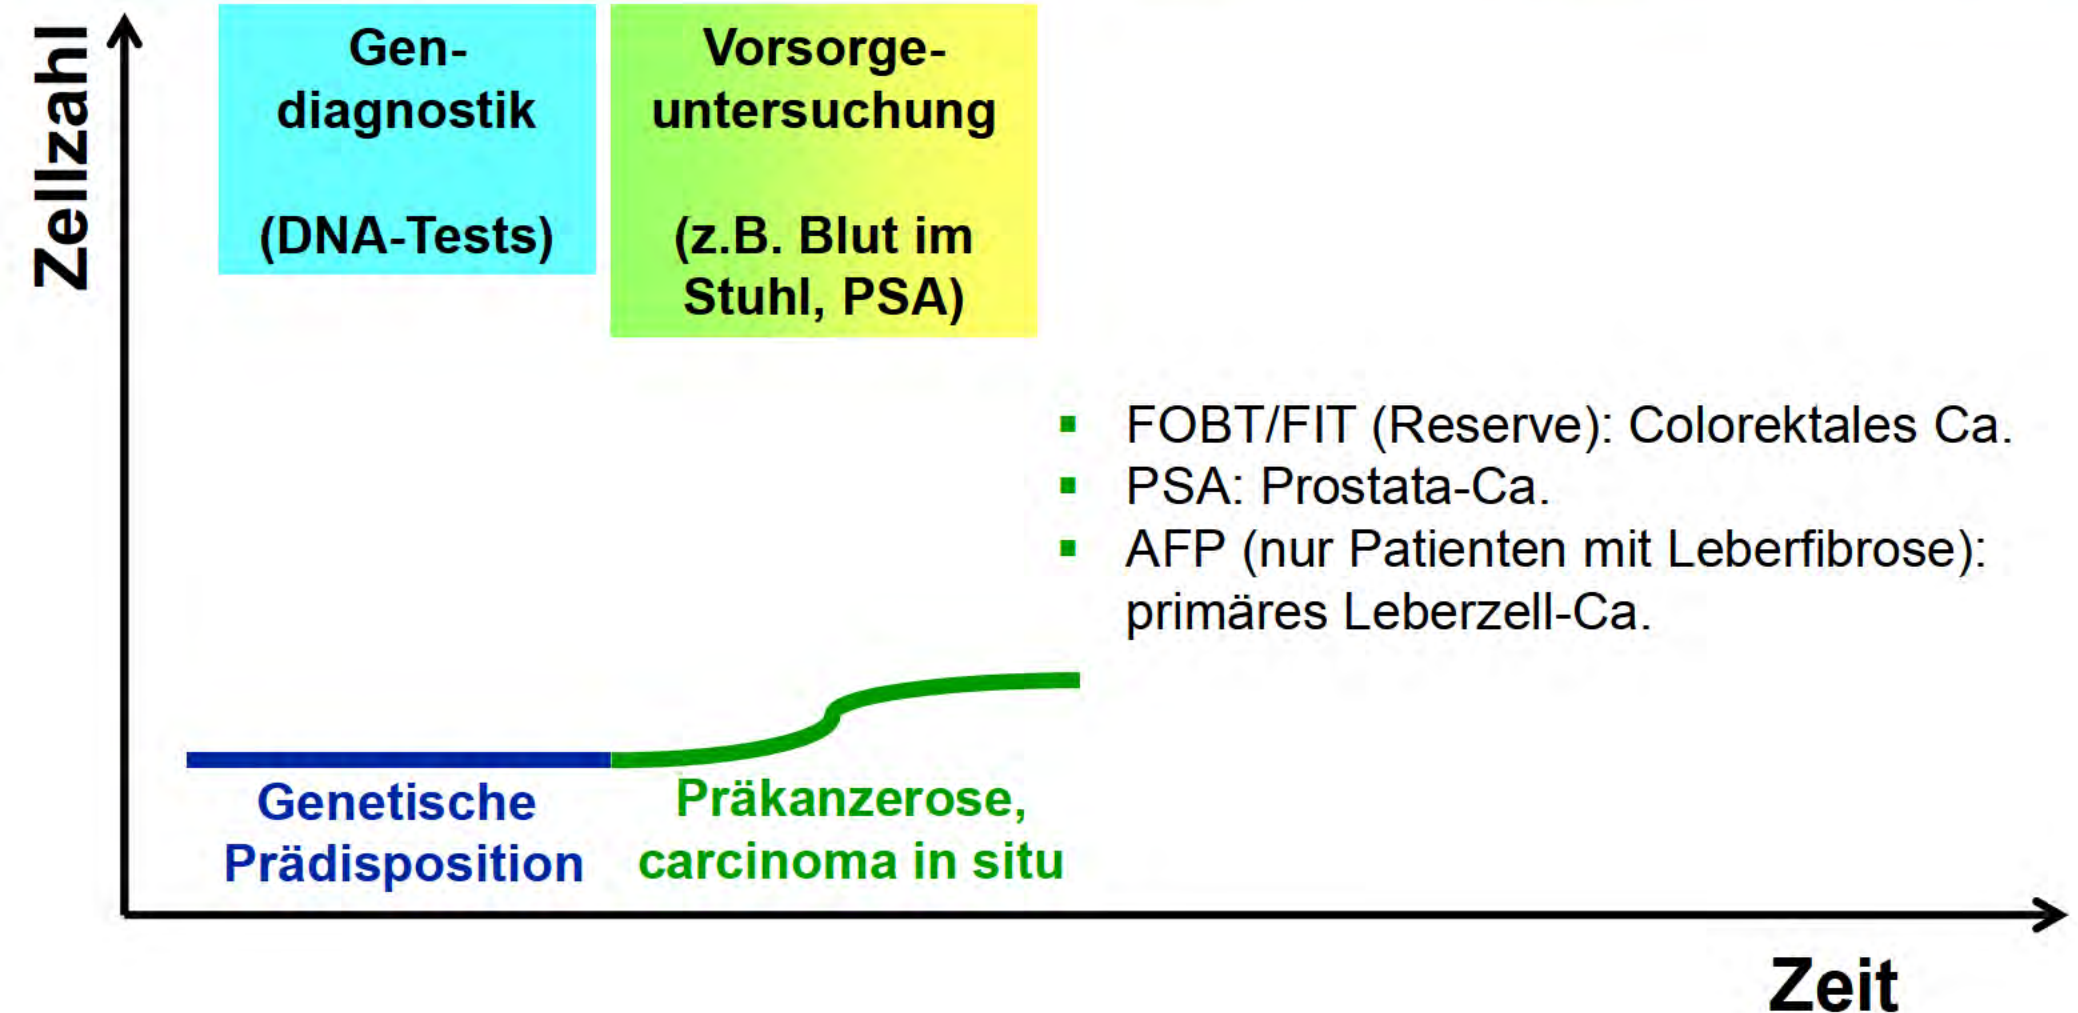 Zellzahl
Gen-
diagnostik
(DNA-Tests)
Vorsorge-
untersuchung
(z.B. Blut im
Stuhl, PSA)
▪ FOBT/FIT (Reserve): Colorektales Ca.
▪ PSA: Prostata-Ca.
▪ AFP (nur Patienten mit Leberfibrose):
primäres Leberzell-Ca.
Genetische
Prädisposition
Präkanzerose,
carcinoma in situ
Zeit